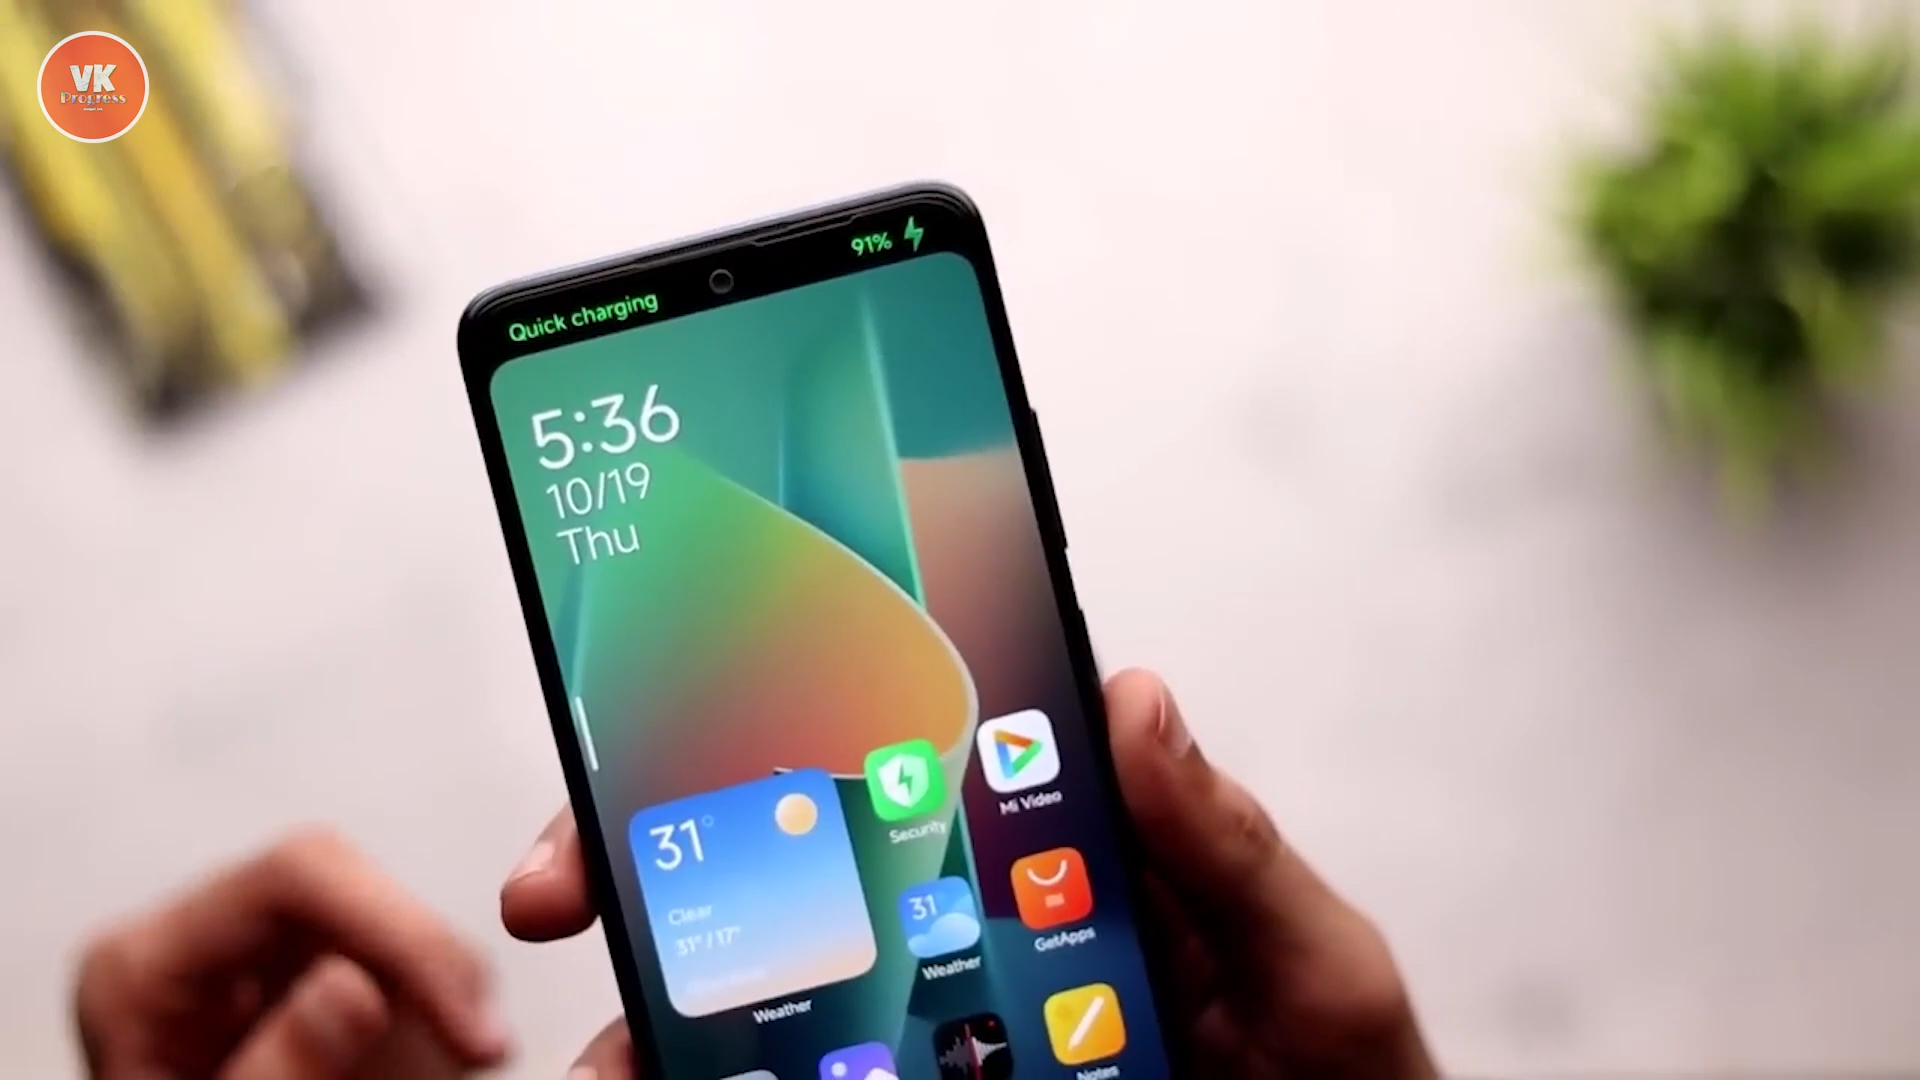 VK
Progress
91%
Quick charging
5:36
10/19
Thu
31°
Clear
31° / 17°
Weather
Security
Mi Video
31
Weather
GetApps
Notes